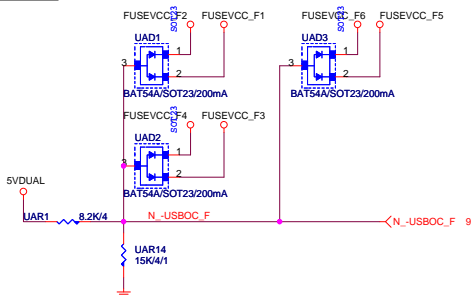 FUSEVCC_F2 SOT23 FUSEVCC_F1
FUSEVCC_F6 SOT23 FUSEVCC_F5
UAD1
UAD3
3 1
2
3 1
2
BAT54A/SOT23/200mA
BAT54A/SOT23/200mA
FUSEVCC_F4 SOT23 FUSEVCC_F3
UAD2
3 1
2
BAT54A/SOT23/200mA
5VDUAL
UAR1 8.2K/4
N_-USBOC_F
N_-USBOC_F 9
UAR14
15K/4/1